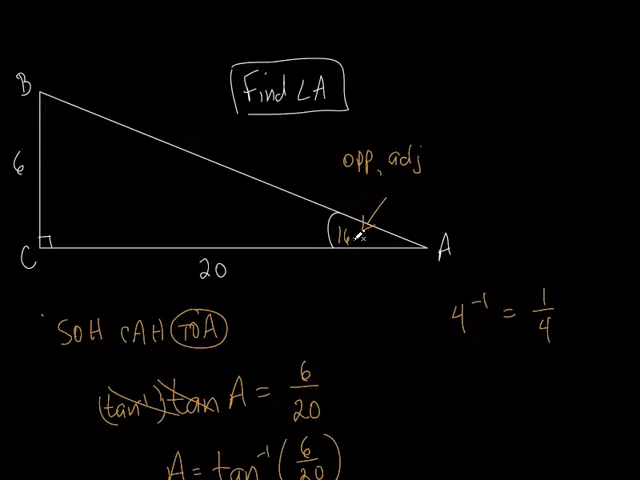 B
Find ∠A
6
opp, adj
16
C
20
A
SOH CAH TOA
4⁻¹ = 1/4
(tan⁻¹) tan A = 6/20
A = tan⁻¹ (6/20)